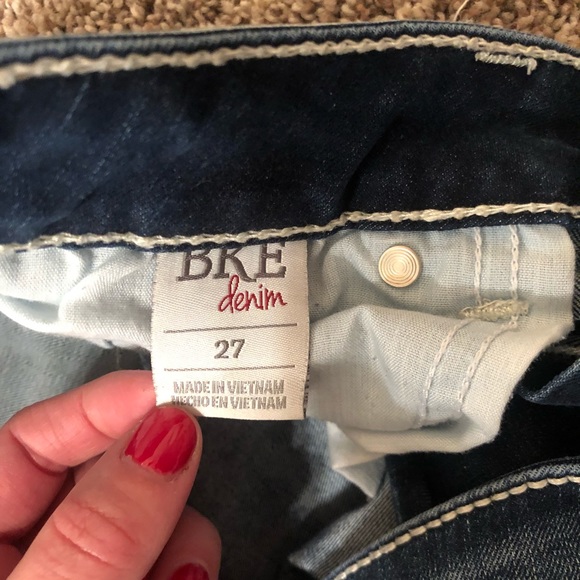 BKE
denim
27
MADE IN VIETNAM
HECHO EN VIETNAM